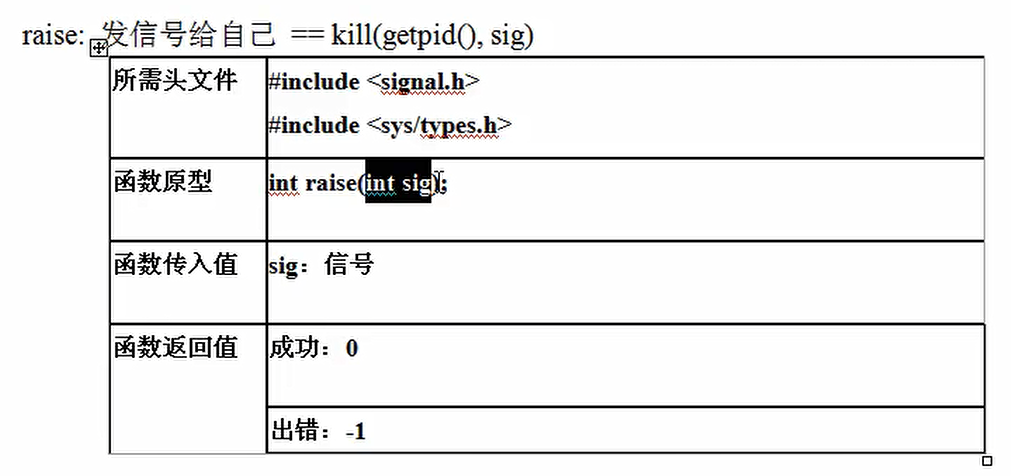 raise: 发信号给自己 == kill(getpid(), sig)
所需头文件
#include <signal.h>
#include <sys/types.h>
函数原型
int raise(int sig);
函数传入值
sig：信号
函数返回值
成功：0
出错：-1